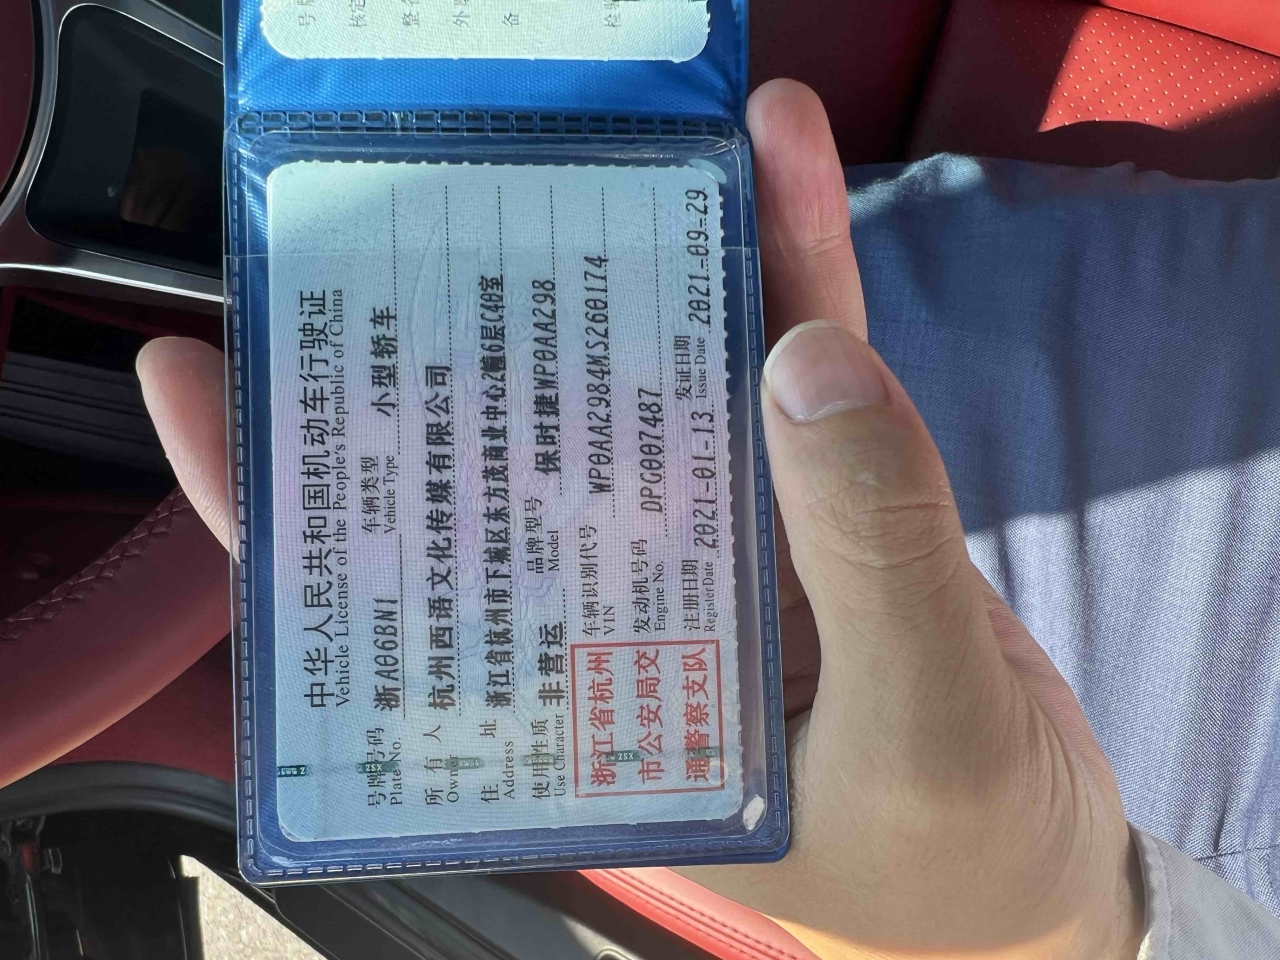 中华人民共和国机动车行驶证
Vehicle License of the People's Republic of China
号牌号码 浙A06BN1 车辆类型 小型轿车
Plate No. Vehicle Type
所有人 杭州西语文化传媒有限公司
Owner
住址 浙江省杭州市下城区东方茂商业中心2幢6层C40室
Address
使用性质 非营运 品牌型号 保时捷WP0AA298
Use Character Model
浙江省杭州
市公安局交
通警察支队
车辆识别代号 WP0AA2984MS260174
VIN
发动机号码 DPG007487
Engine No.
注册日期 2021-01-13 发证日期 2021-09-29
Register Date Issue Date